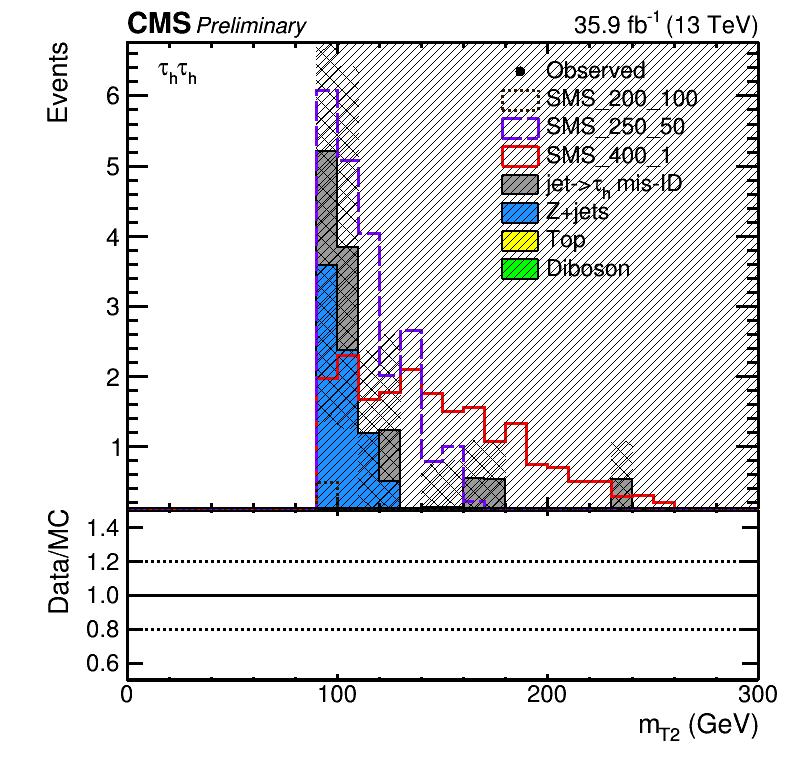 CMS Preliminary 35.9 fb⁻¹ (13 TeV)
Events
τhτh
Observed
SMS_200_100
SMS_250_50
SMS_400_1
jet->τh mis-ID
Z+jets
Top
Diboson
6
5
4
3
2
1
Data/MC
1.4
1.2
1.0
0.8
0.6
0 100 200 300
mT2 (GeV)